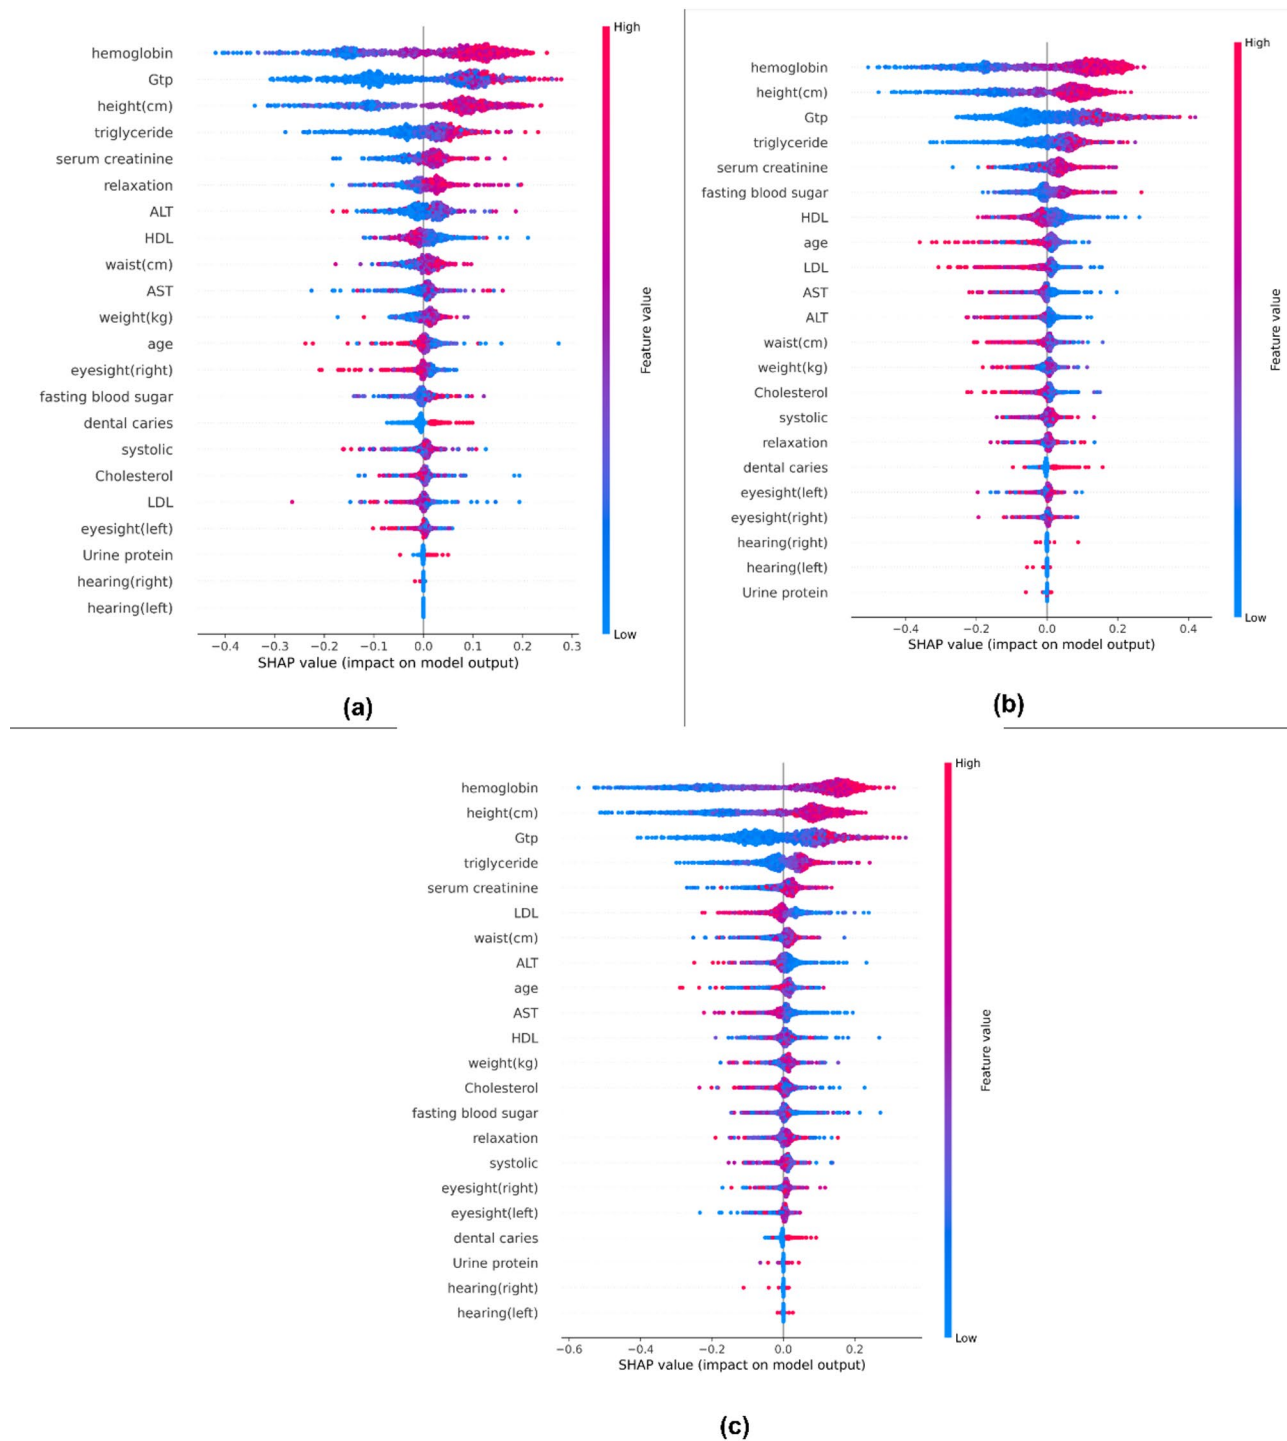 High
hemoglobin
Gtp
height(cm)
triglyceride
serum creatinine
relaxation
ALT
HDL
waist(cm)
AST
weight(kg)
age
eyesight(right)
fasting blood sugar
dental caries
systolic
Cholesterol
LDL
eyesight(left)
Urine protein
hearing(right)
hearing(left)
Feature value
Low
−0.4 −0.3 −0.2 −0.1 0.0 0.1 0.2 0.3
SHAP value (impact on model output)
(a)
High
hemoglobin
height(cm)
Gtp
triglyceride
serum creatinine
fasting blood sugar
HDL
age
LDL
AST
ALT
waist(cm)
weight(kg)
Cholesterol
systolic
relaxation
dental caries
eyesight(left)
eyesight(right)
hearing(right)
hearing(left)
Urine protein
Feature value
Low
−0.4 −0.2 0.0 0.2 0.4
SHAP value (impact on model output)
(b)
High
hemoglobin
height(cm)
Gtp
triglyceride
serum creatinine
LDL
waist(cm)
ALT
age
AST
HDL
weight(kg)
Cholesterol
fasting blood sugar
relaxation
systolic
eyesight(right)
eyesight(left)
dental caries
Urine protein
hearing(right)
hearing(left)
Feature value
Low
−0.6 −0.4 −0.2 0.0 0.2
SHAP value (impact on model output)
(c)